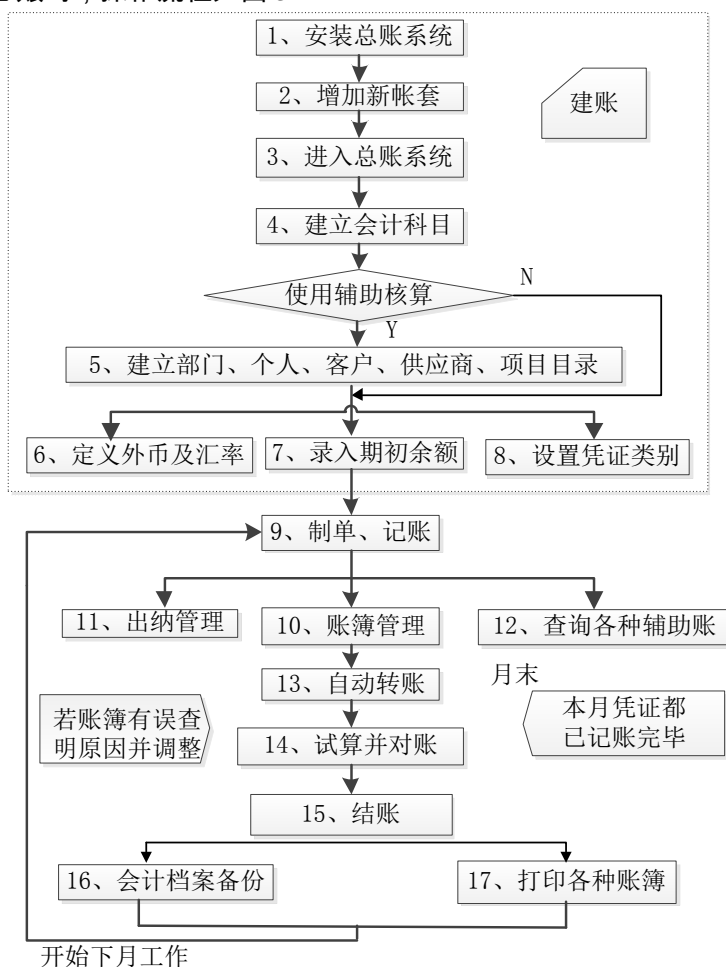 1、安装总账系统
2、增加新帐套
建账
3、进入总账系统
4、建立会计科目
使用辅助核算
N
Y
5、建立部门、个人、客户、供应商、项目目录
6、定义外币及汇率
7、录入期初余额
8、设置凭证类别
9、制单、记账
11、出纳管理
10、账簿管理
12、查询各种辅助账
13、自动转账
月末
若账簿有误查
明原因并调整
本月凭证都
已记账完毕
14、试算并对账
15、结账
16、会计档案备份
17、打印各种账簿
开始下月工作